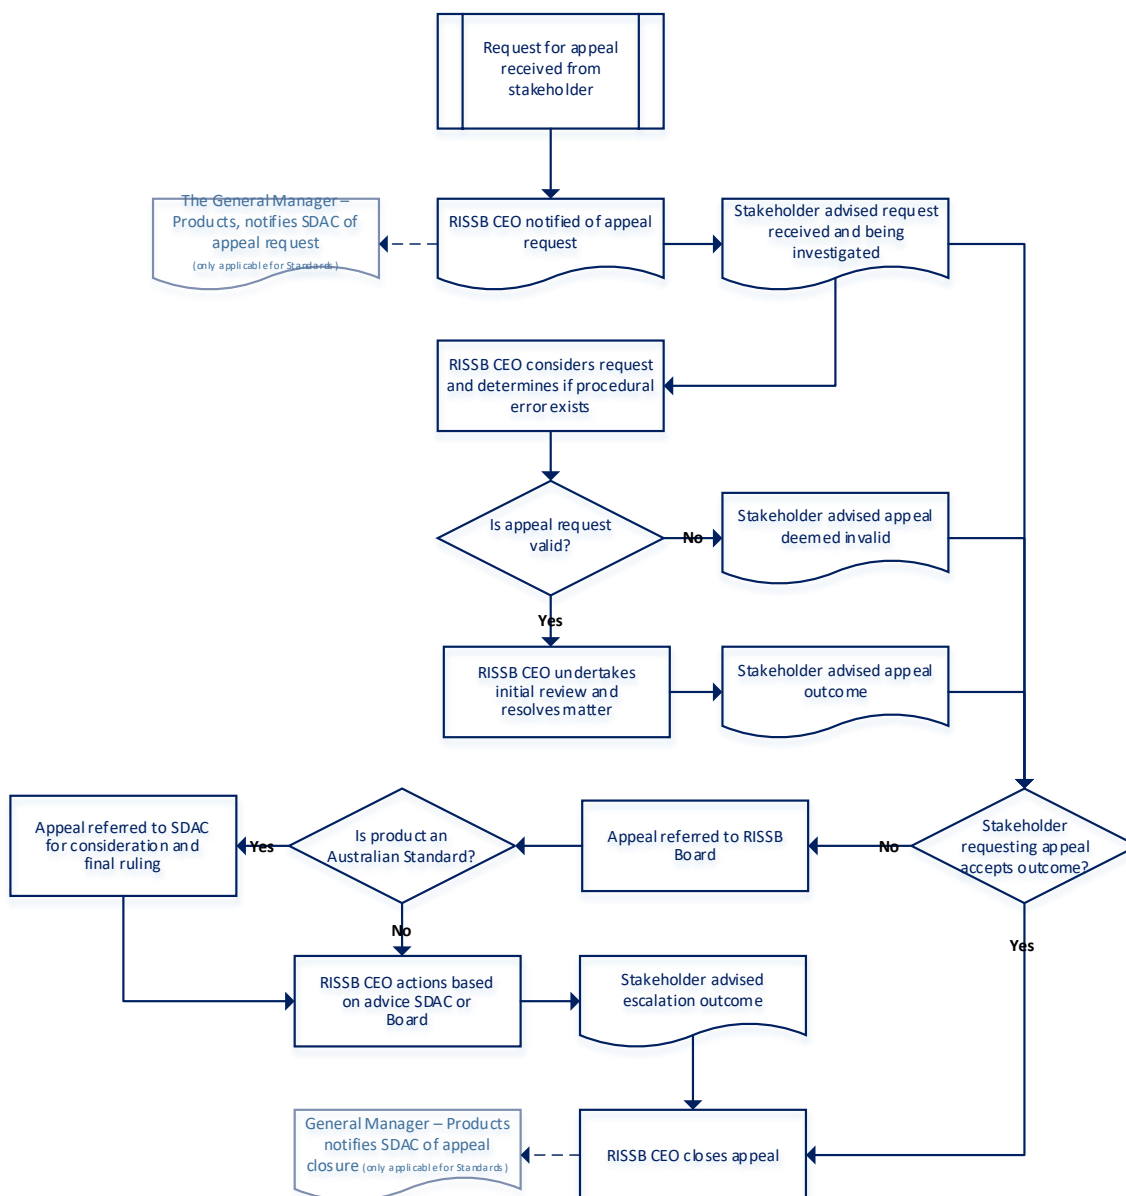 Request for appeal
received from
stakeholder
The General Manager –
Products, notifies SDAC of
appeal request
(only applicable for Standards)
RISSB CEO notified of appeal
request
Stakeholder advised request
received and being
investigated
RISSB CEO considers request
and determines if procedural
error exists
Is appeal request
valid?
No
Stakeholder advised appeal
deemed invalid
Yes
RISSB CEO undertakes
initial review and
resolves matter
Stakeholder advised appeal
outcome
Stakeholder
requesting appeal
accepts outcome?
No
Appeal referred to RISSB
Board
Is product an
Australian Standard?
Yes
Appeal referred to SDAC
for consideration and
final ruling
No
Yes
RISSB CEO actions based
on advice SDAC or
Board
Stakeholder advised
escalation outcome
General Manager – Products
notifies SDAC of appeal
closure (only applicable for Standards)
RISSB CEO closes appeal